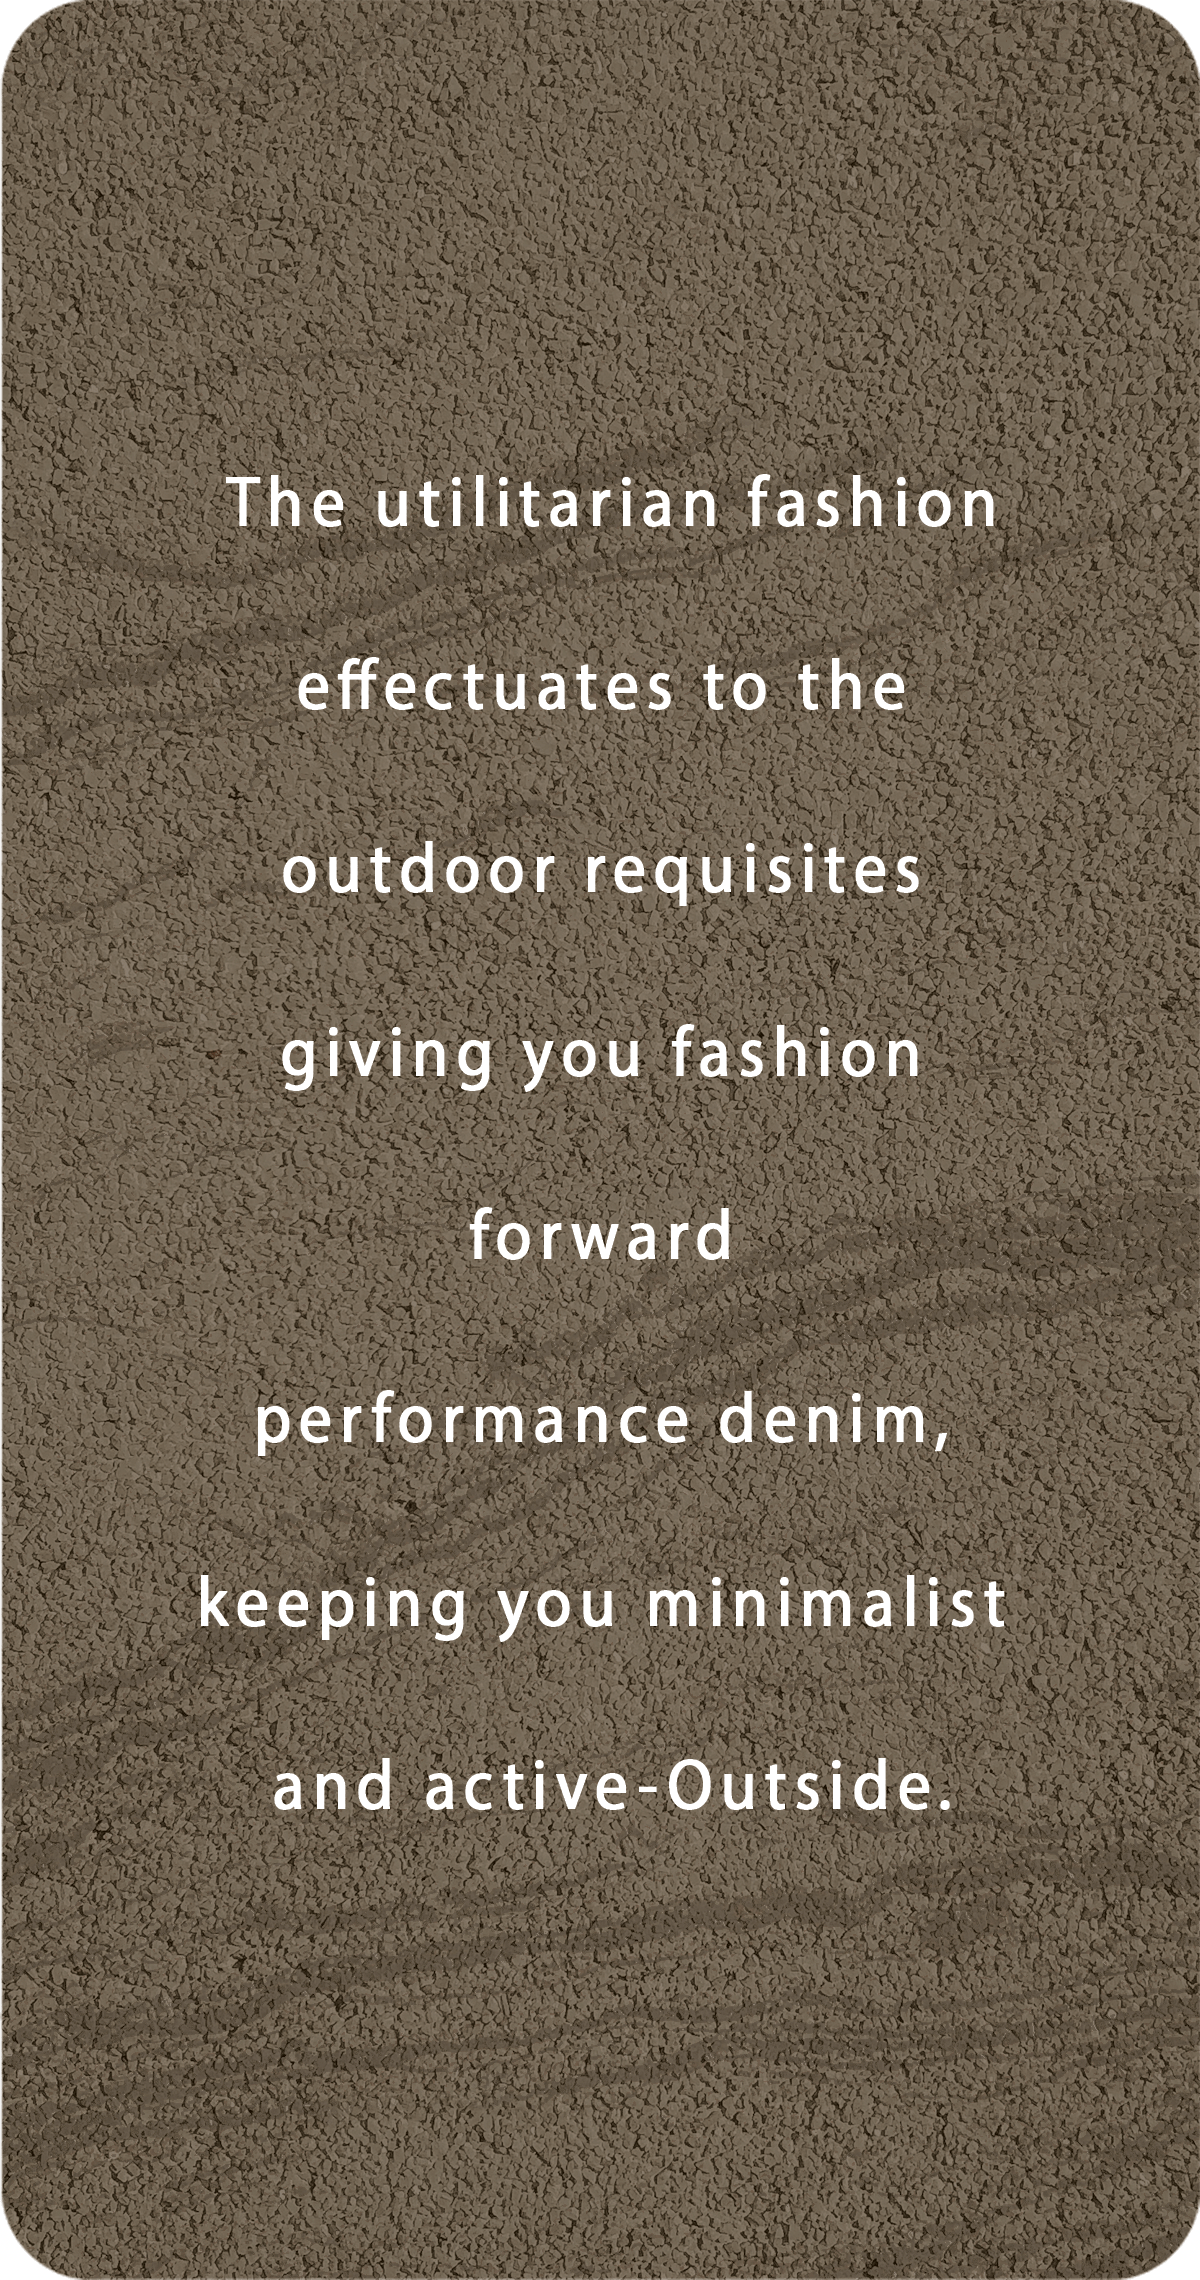 The utilitarian fashion
effectuates to the
outdoor requisites
giving you fashion
forward
performance denim,
keeping you minimalist
and active-Outside.